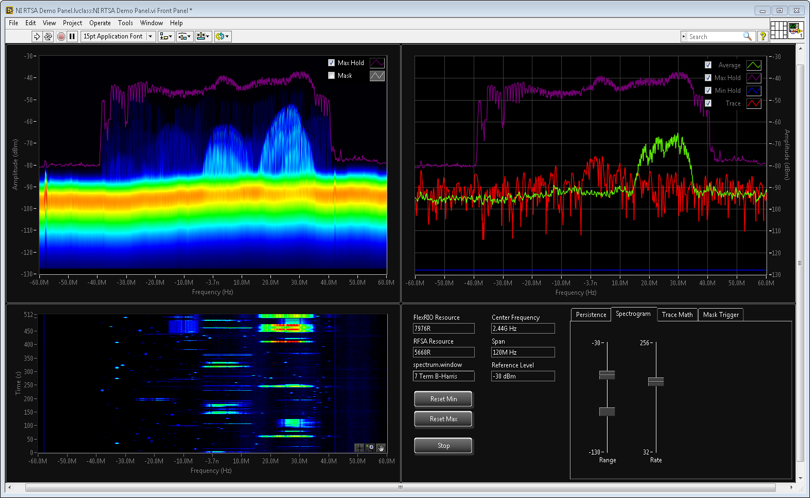 NI RTSA Demo Panel.lvclass:NI RTSA Demo Panel.vi Front Panel *
File Edit View Project Operate Tools Window Help
15pt Application Font
Search
Max Hold
Mask
-30-
-40-
-50-
-60-
-70-
-80-
-90-
-100-
-110-
-120-
-130-
Amplitude (dBm)
-60.0M -50.0M -40.0M -30.0M -20.0M -10.0M -3.7n 10.0M 20.0M 30.0M 40.0M 50.0M 60.0M
Frequency (Hz)
Average
Max Hold
Min Hold
Trace
-30
-40
-50
-60
-70
-80
-90
-100
-110
-120
-130
Amplitude (dBm)
-60.0M -50.0M -40.0M -30.0M -20.0M -10.0M -3.7n 10.0M 20.0M 30.0M 40.0M 50.0M 60.0M
Frequency (Hz)
512
450
400
350
300
250
200
150
100
50
0
Time (s)
-60.0M -50.0M -40.0M -30.0M -20.0M -10.0M -3.7n 10.0M 20.0M 30.0M 40.0M 50.0M 60.0M
Frequency (Hz)
FlexRIO Resource
7976R
RFSA Resource
5668R
spectrum.window
7 Term B-Harris
Center Frequency
2.44G Hz
Span
120M Hz
Reference Level
-30 dBm
Reset Min
Reset Max
Stop
Persistence Spectrogram Trace Math Mask Trigger
-30-
-130-
Range
256-
32-
Rate